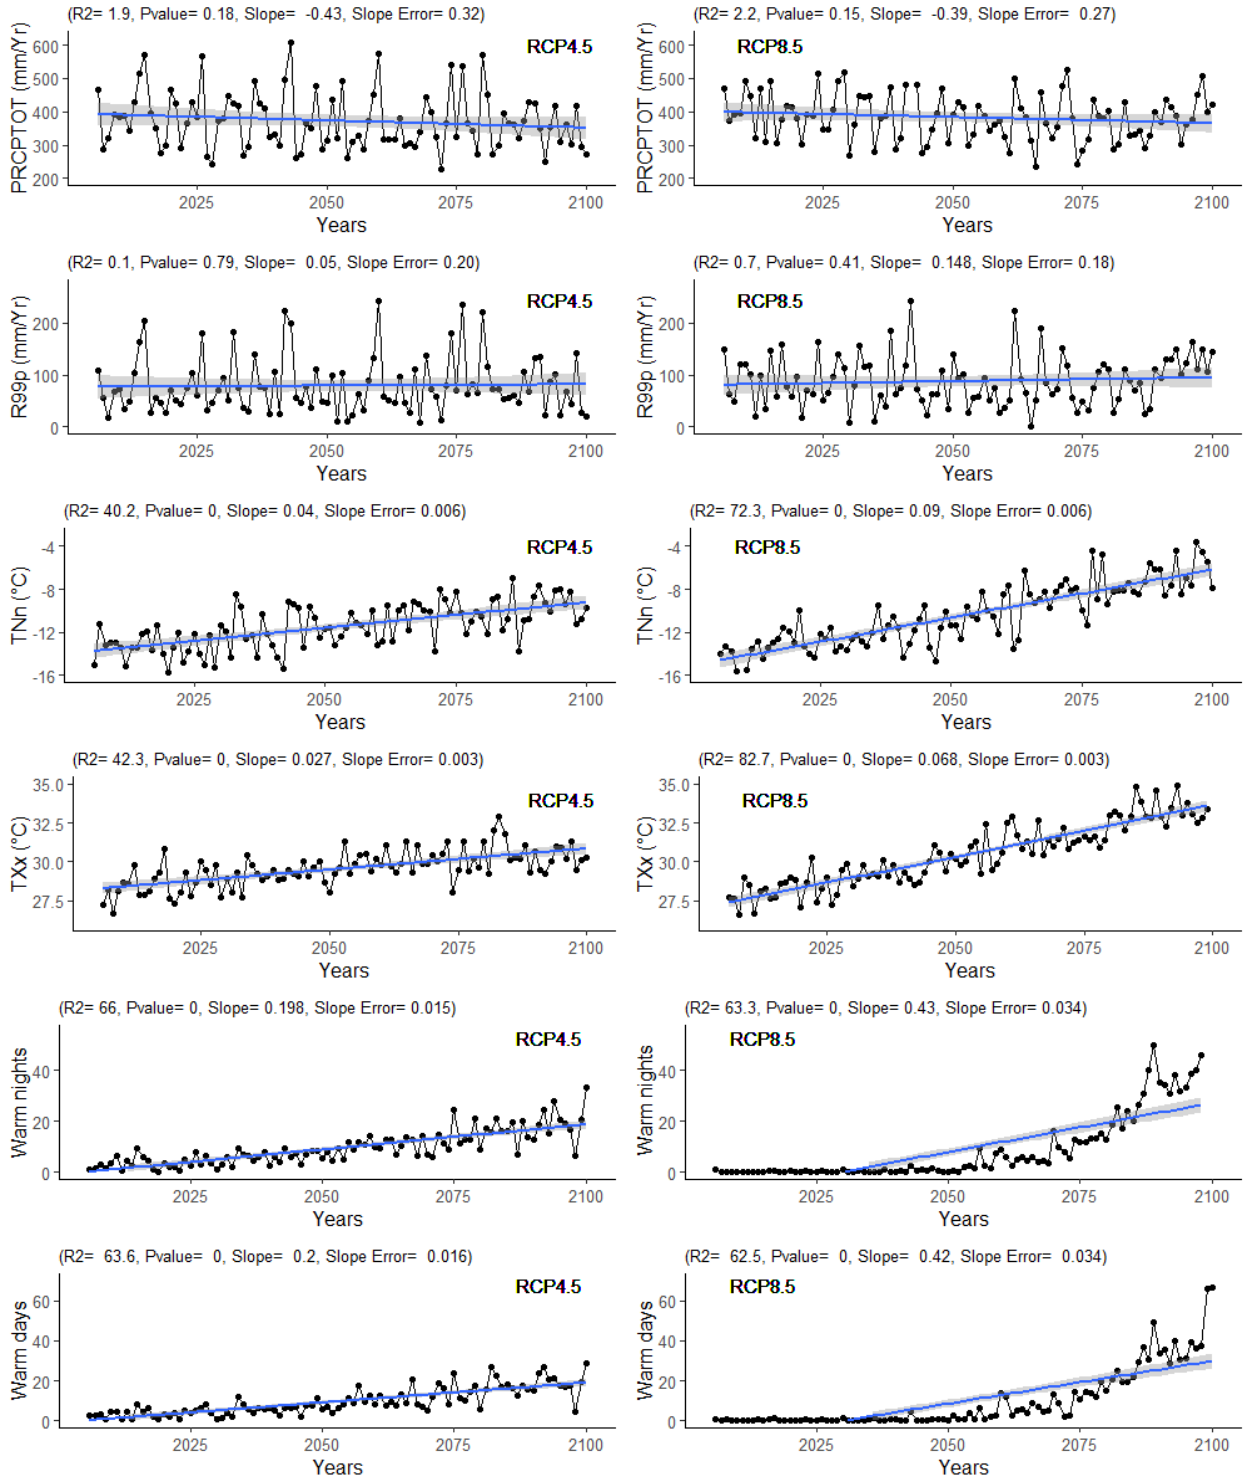 (R2= 1.9, Pvalue= 0.18, Slope= -0.43, Slope Error= 0.32)
RCP4.5
PRCPTOT (mm/Yr)
600
500
400
300
200
2025
2050
2075
2100
Years
(R2= 2.2, Pvalue= 0.15, Slope= -0.39, Slope Error= 0.27)
RCP8.5
PRCPTOT (mm/Yr)
600
500
400
300
200
2025
2050
2075
2100
Years
(R2= 0.1, Pvalue= 0.79, Slope= 0.05, Slope Error= 0.20)
RCP4.5
R99p (mm/Yr)
200
100
0
2025
2050
2075
2100
Years
(R2= 0.7, Pvalue= 0.41, Slope= 0.148, Slope Error= 0.18)
RCP8.5
R99p (mm/Yr)
200
100
0
2025
2050
2075
2100
Years
(R2= 40.2, Pvalue= 0, Slope= 0.04, Slope Error= 0.006)
RCP4.5
TNn (°C)
-4
-8
-12
-16
2025
2050
2075
2100
Years
(R2= 72.3, Pvalue= 0, Slope= 0.09, Slope Error= 0.006)
RCP8.5
TNn (°C)
-4
-8
-12
-16
2025
2050
2075
2100
Years
(R2= 42.3, Pvalue= 0, Slope= 0.027, Slope Error= 0.003)
RCP4.5
TXx (°C)
35.0
32.5
30.0
27.5
2025
2050
2075
2100
Years
(R2= 82.7, Pvalue= 0, Slope= 0.068, Slope Error= 0.003)
RCP8.5
TXx (°C)
35.0
32.5
30.0
27.5
2025
2050
2075
2100
Years
(R2= 66, Pvalue= 0, Slope= 0.198, Slope Error= 0.015)
RCP4.5
Warm nights
40
20
0
2025
2050
2075
2100
Years
(R2= 63.3, Pvalue= 0, Slope= 0.43, Slope Error= 0.034)
RCP8.5
Warm nights
40
20
0
2025
2050
2075
2100
Years
(R2= 63.6, Pvalue= 0, Slope= 0.2, Slope Error= 0.016)
RCP4.5
Warm days
60
40
20
0
2025
2050
2075
2100
Years
(R2= 62.5, Pvalue= 0, Slope= 0.42, Slope Error= 0.034)
RCP8.5
Warm days
60
40
20
0
2025
2050
2075
2100
Years